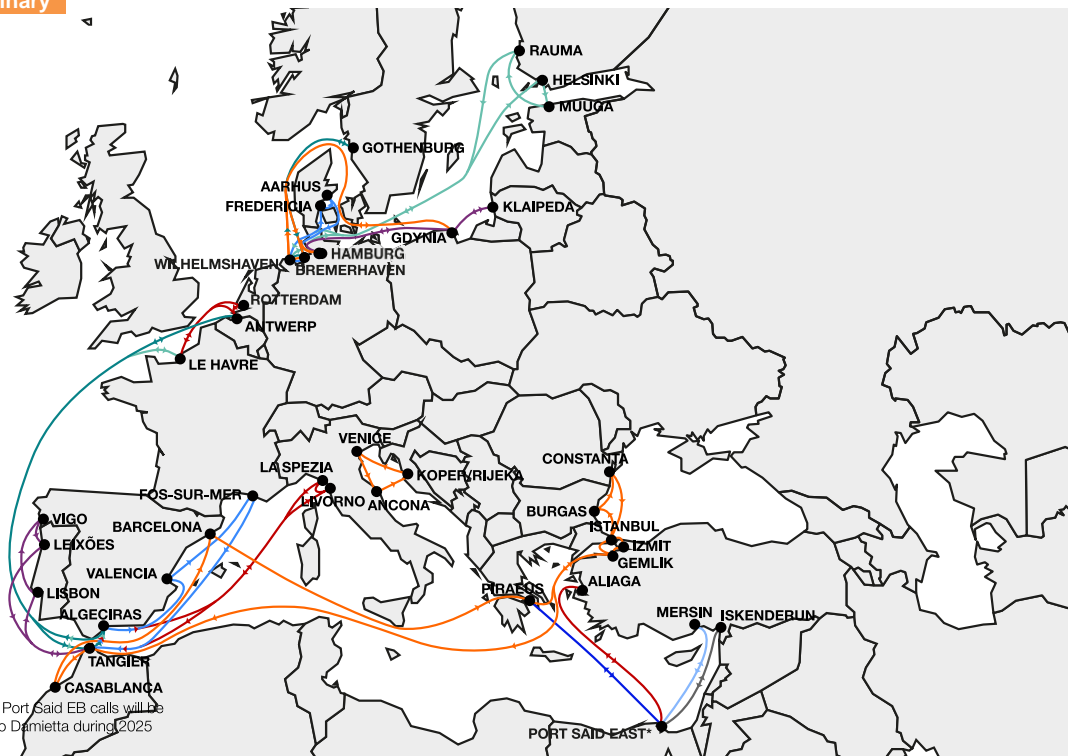 RAUMA
HELSINKI
MUUGA
GOTHENBURG
AARHUS
FREDERICIA
KLAIPEDA
GDYNIA
HAMBURG
WILHELMSHAVEN
BREMERHAVEN
ROTTERDAM
ANTWERP
LE HAVRE
VENICE
CONSTANTA
LA SPEZIA
KOPER/RIJEKA
FOS-SUR-MER
LIVORNO
ANCONA
VIGO
BURGAS
BARCELONA
ISTANBUL
LEIXÕES
IZMIT
GEMLIK
VALENCIA
ALIAGA
LISBON
PIRAEUS
ALGECIRAS
MERSIN
ISKENDERUN
TANGIER
CASABLANCA
Port Said EB calls will be
Damietta during 2025
PORT SAID EAST*